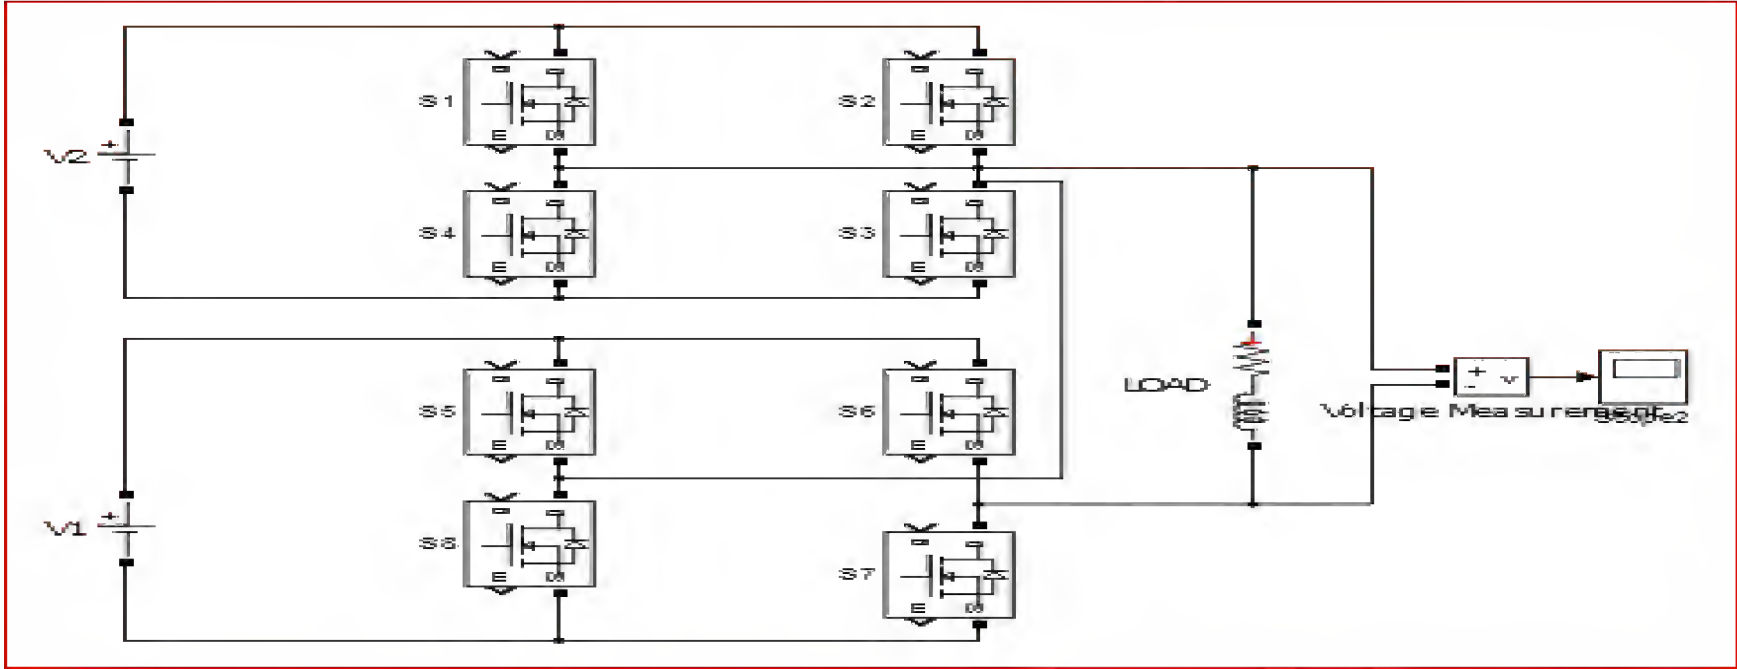 S1
S2
V2
S4
S3
LOAD
Voltage Measurement
S5
S6
V1
S8
S7